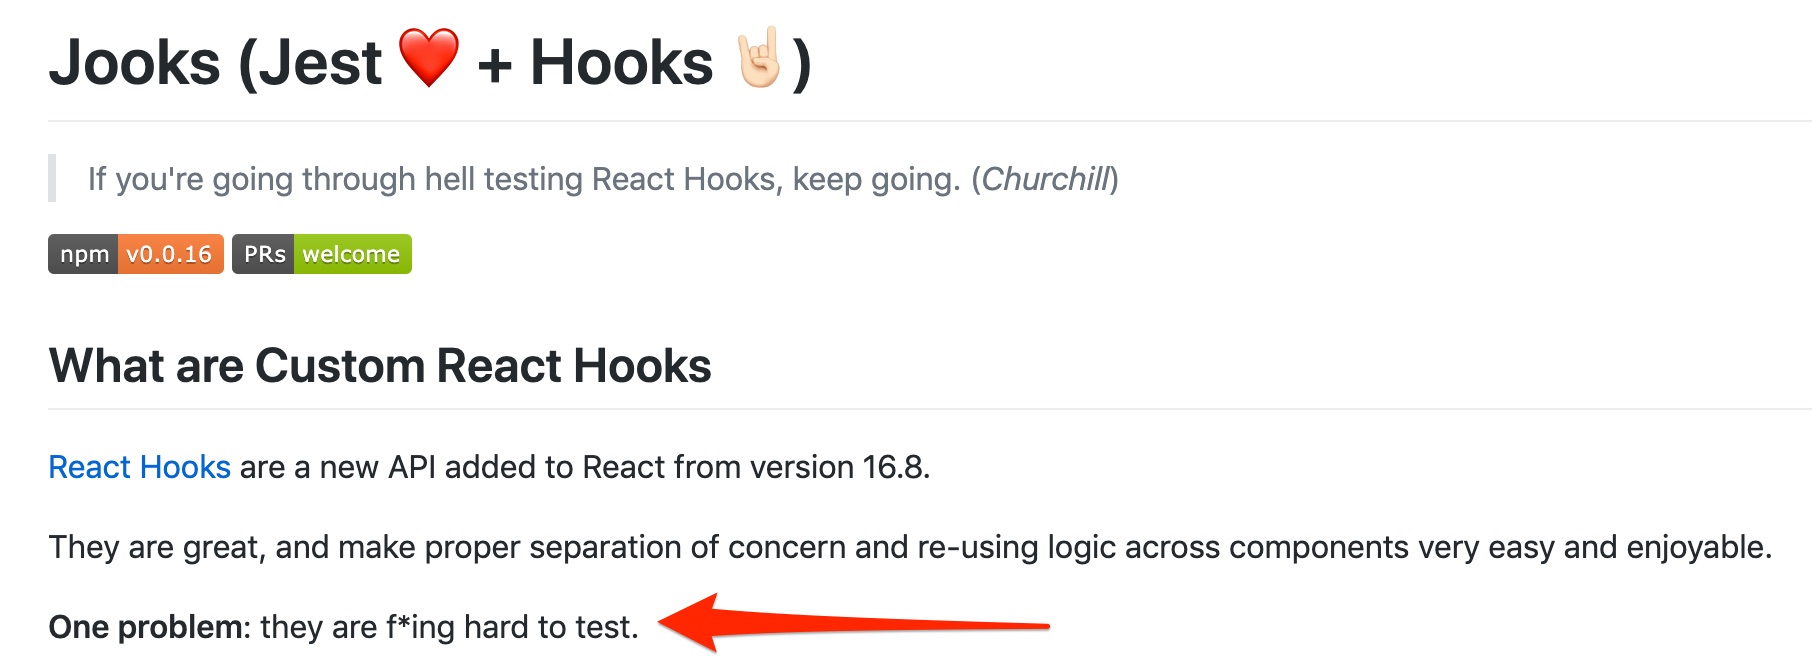 Jooks (Jest ❤️ + Hooks 🤘🏻)
If you're going through hell testing React Hooks, keep going. (Churchill)
npm v0.0.16 PRs welcome
What are Custom React Hooks
React Hooks are a new API added to React from version 16.8.
They are great, and make proper separation of concern and re-using logic across components very easy and enjoyable.
One problem: they are f*ing hard to test.